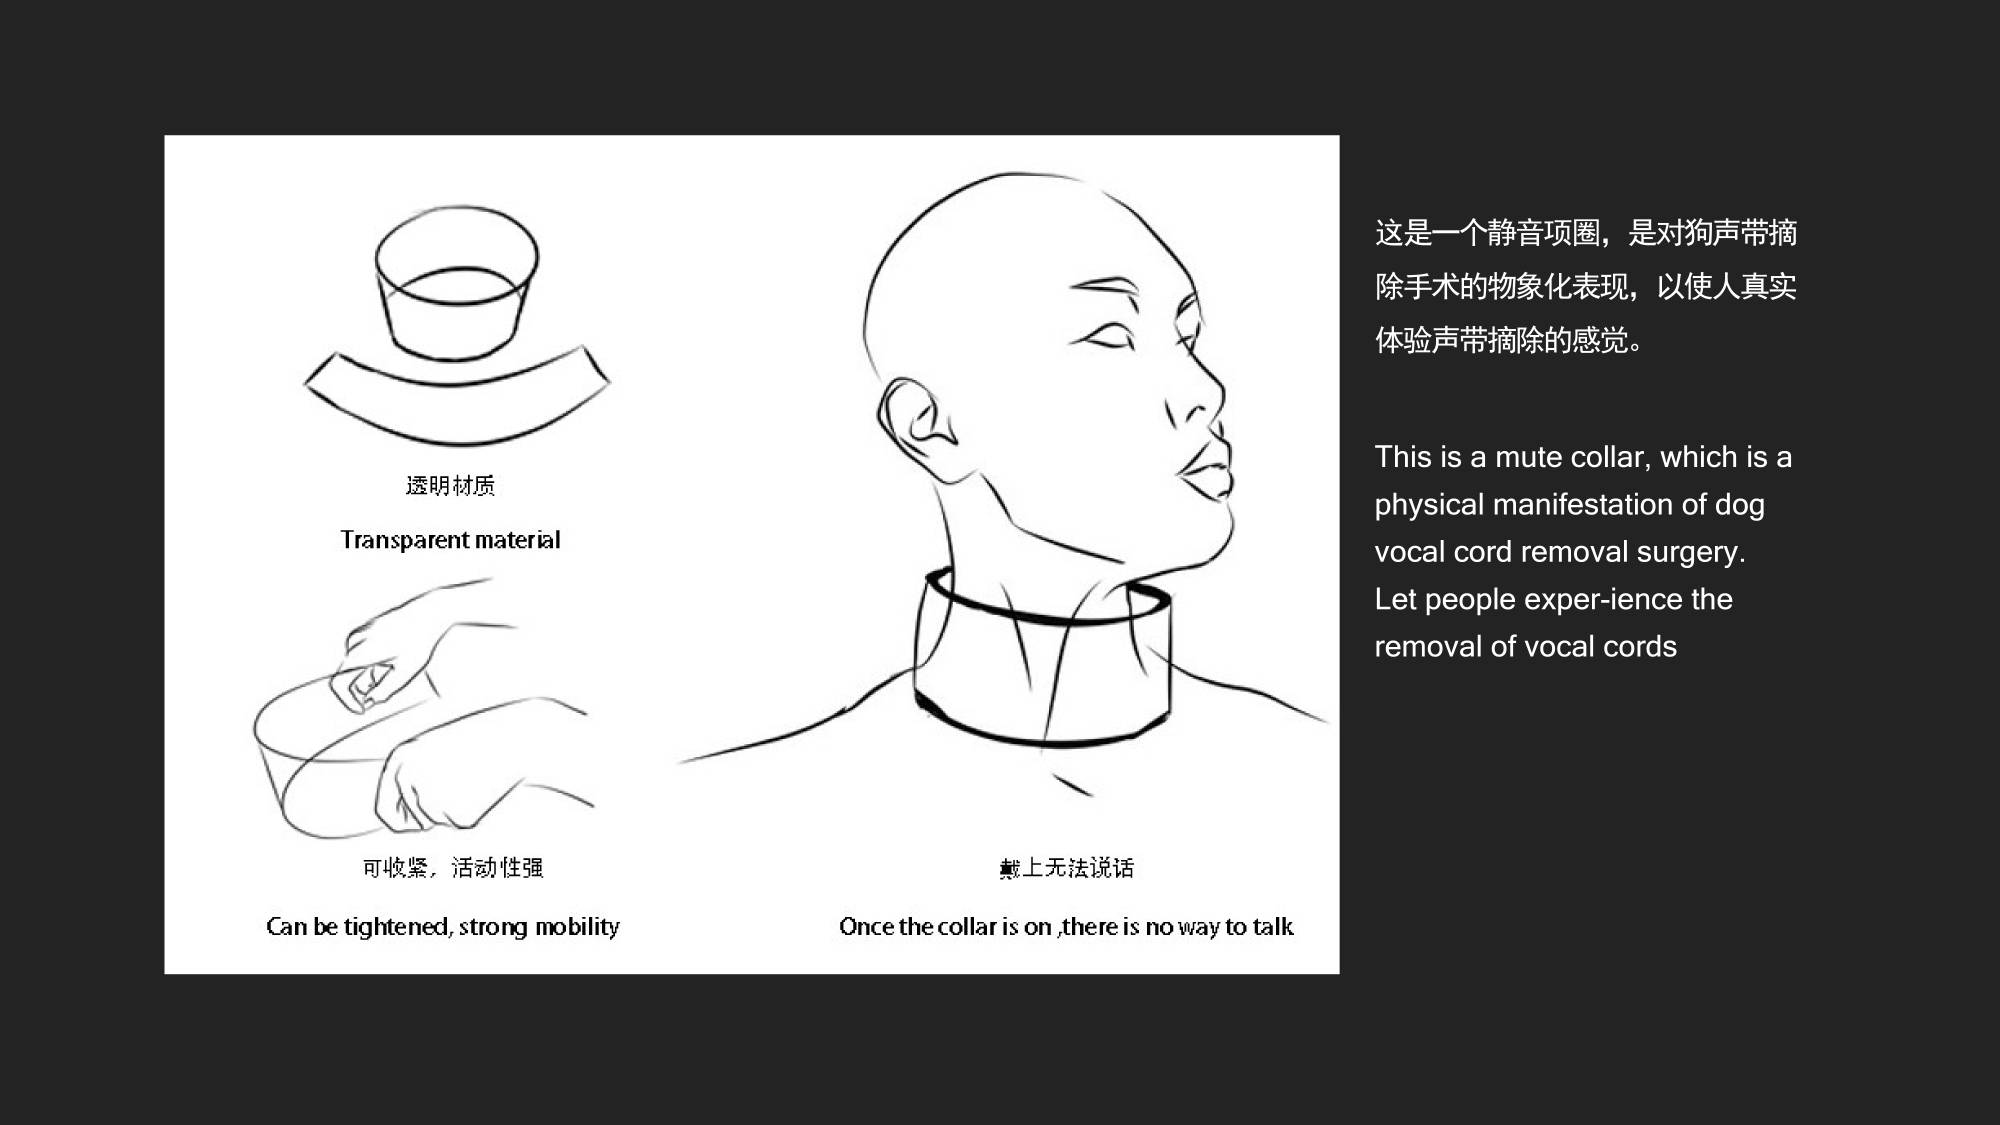 透明材质
Transparent material
可收紧，活动性强
Can be tightened, strong mobility
戴上无法说话
Once the collar is on ,there is no way to talk
这是一个静音项圈，是对狗声带摘
除手术的物象化表现，以使人真实
体验声带摘除的感觉。
This is a mute collar, which is a
physical manifestation of dog
vocal cord removal surgery.
Let people exper-ience the
removal of vocal cords